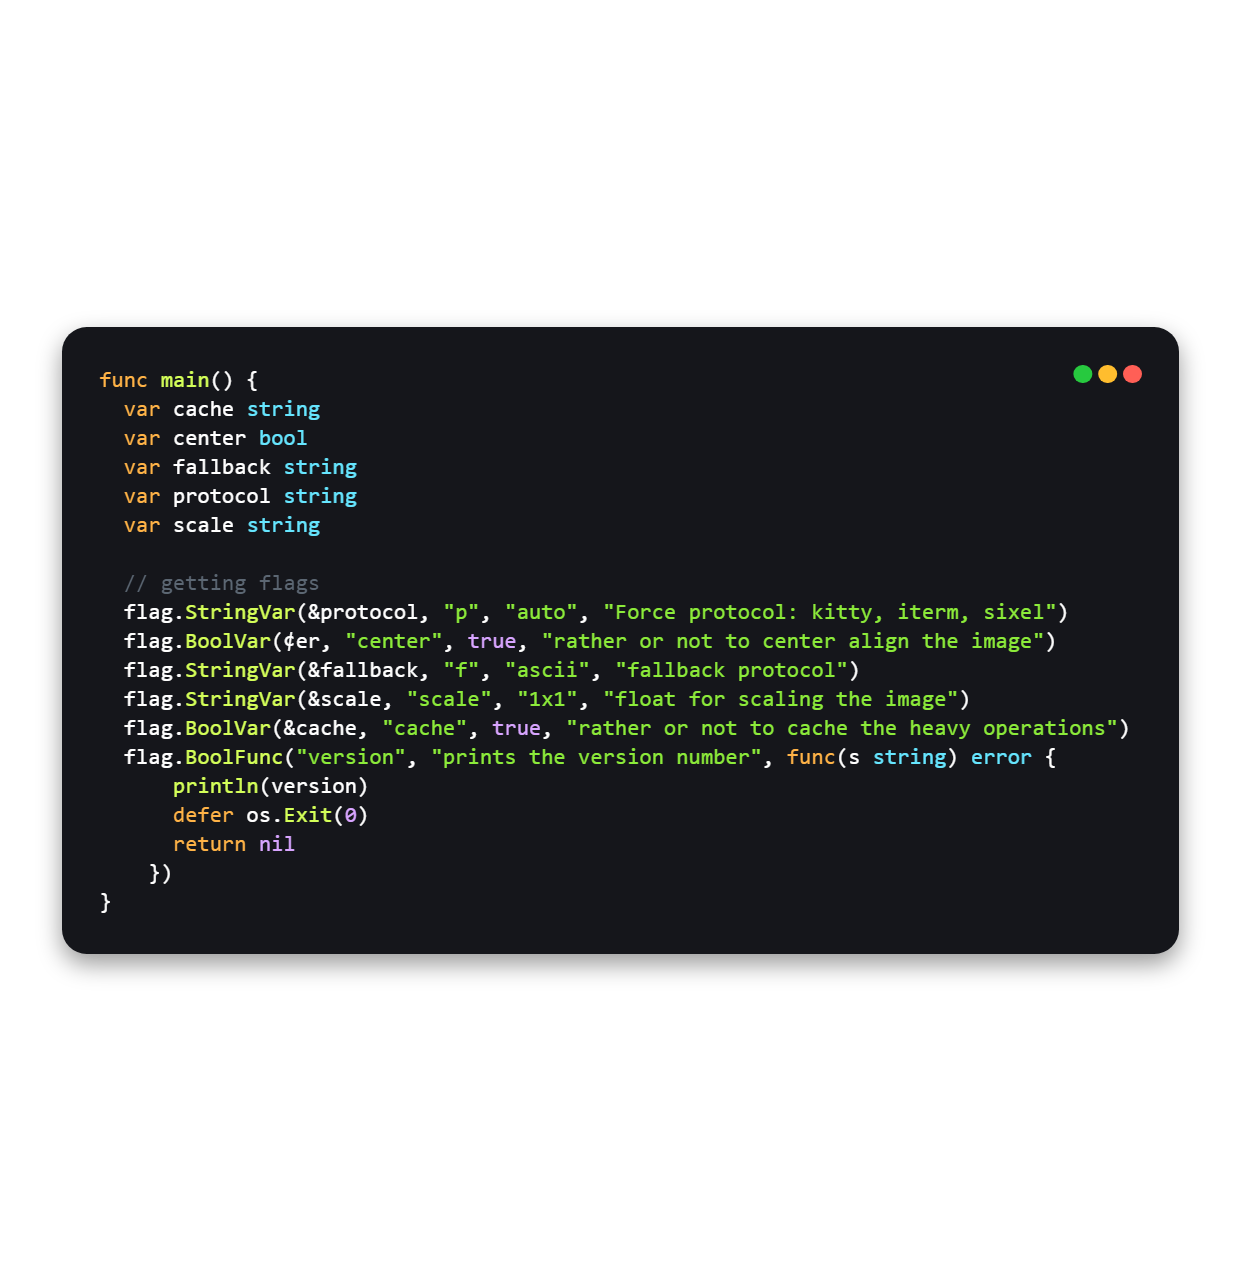 func main() {
  var cache string
  var center bool
  var fallback string
  var protocol string
  var scale string

  // getting flags
  flag.StringVar(&protocol, "p", "auto", "Force protocol: kitty, iterm, sixel")
  flag.BoolVar(¢er, "center", true, "rather or not to center align the image")
  flag.StringVar(&fallback, "f", "ascii", "fallback protocol")
  flag.StringVar(&scale, "scale", "1x1", "float for scaling the image")
  flag.BoolVar(&cache, "cache", true, "rather or not to cache the heavy operations")
  flag.BoolFunc("version", "prints the version number", func(s string) error {
      println(version)
      defer os.Exit(0)
      return nil
    })
}